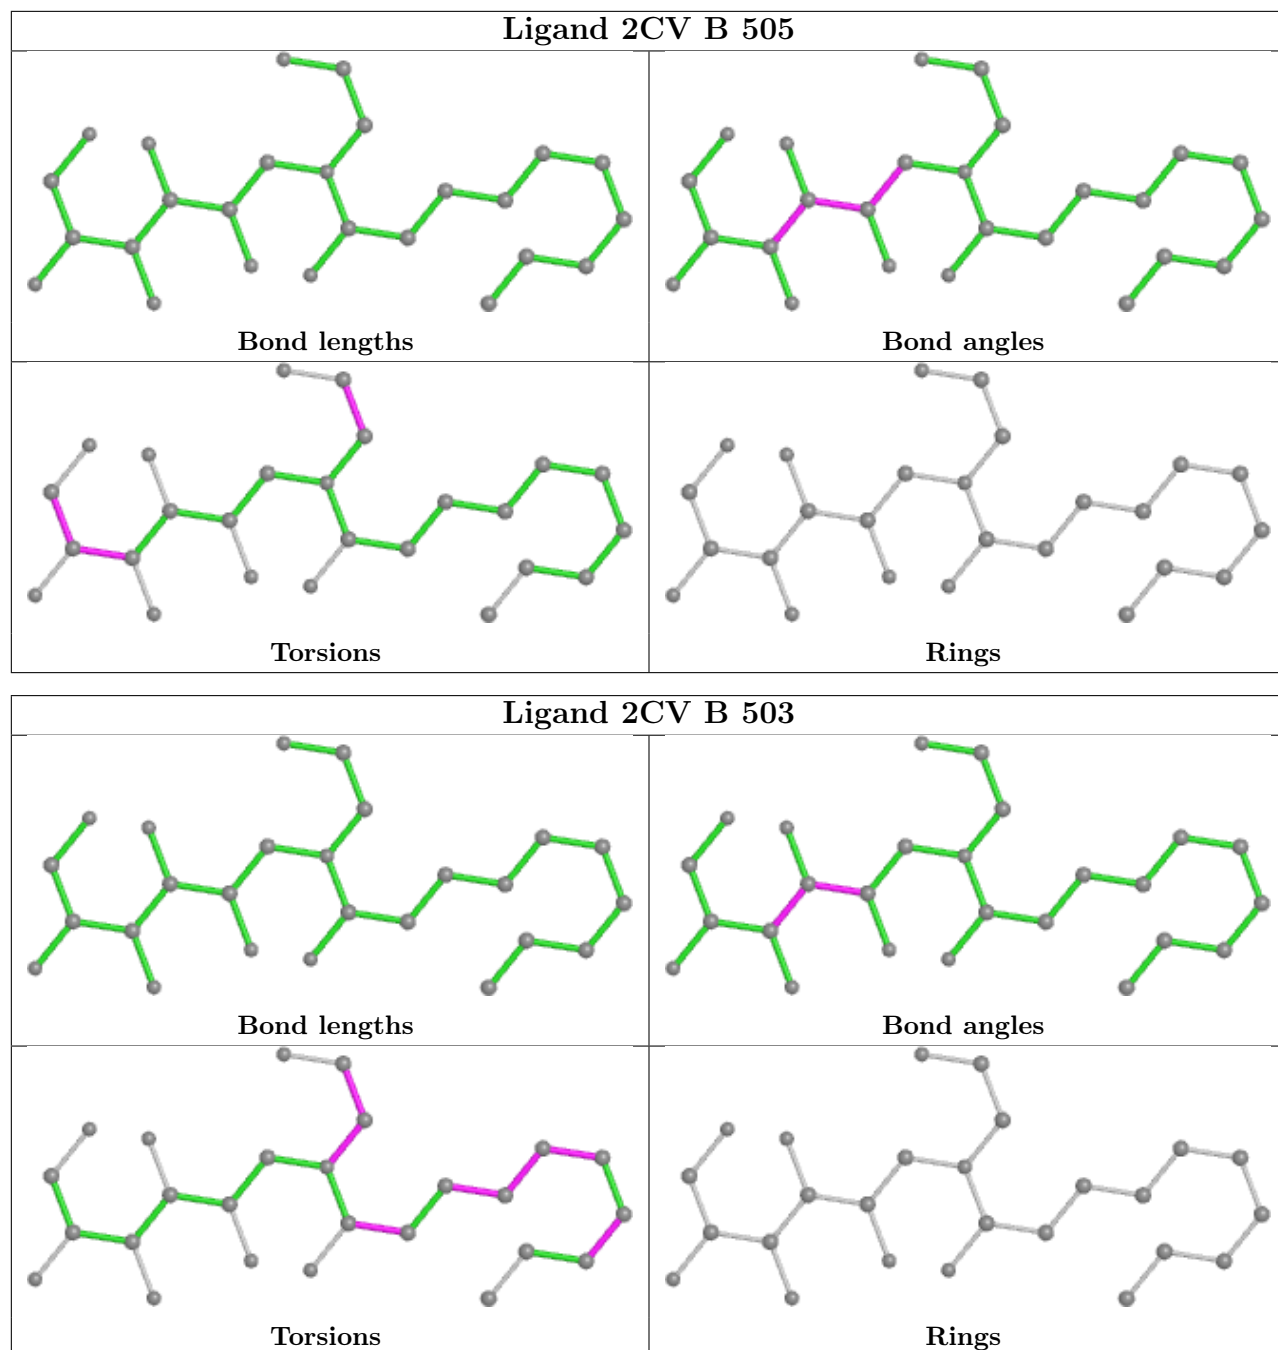 Ligand 2CV B 505
Bond lengths
Bond angles
Torsions
Rings
Ligand 2CV B 503
Bond lengths
Bond angles
Torsions
Rings